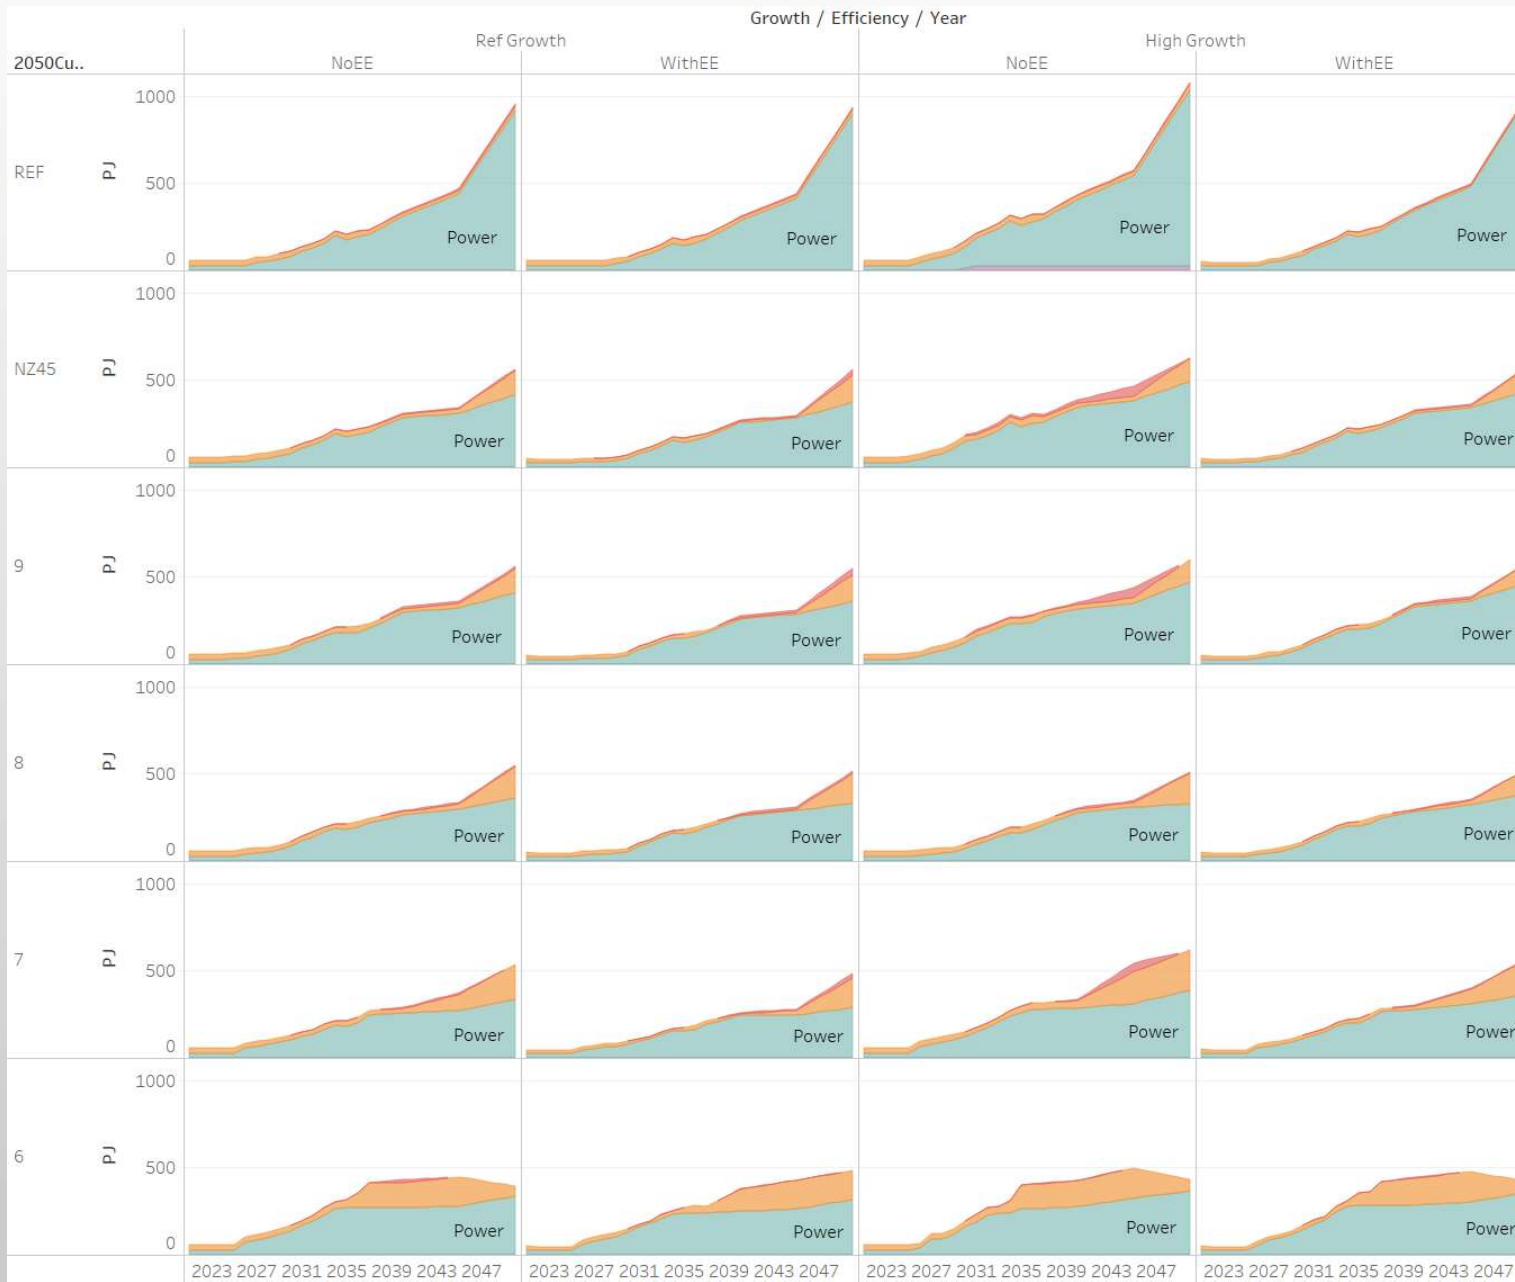 Growth / Efficiency / Year
Ref Growth High Growth
2050Cu.. NoEE WithEE NoEE WithEE
1000
REF PJ 500
Power Power Power Power
0
1000
NZ45 PJ 500
Power Power Power Power
0
1000
9 PJ 500
Power Power Power Power
0
1000
8 PJ 500
Power Power Power Power
0
1000
7 PJ 500
Power Power Power Power
0
1000
6 PJ 500
Power Power Power Power
0
2023 2027 2031 2035 2039 2043 2047 2023 2027 2031 2035 2039 2043 2047 2023 2027 2031 2035 2039 2043 2047 2023 2027 2031 2035 2039 2043 2047